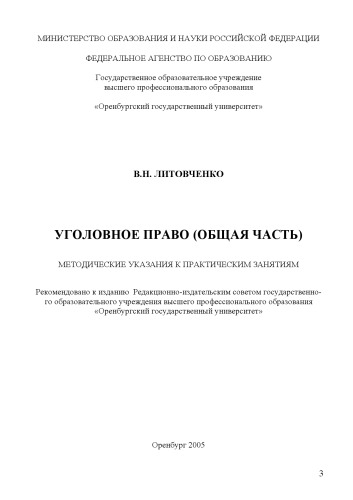 МИНИСТЕРСТВО ОБРАЗОВАНИЯ И НАУКИ РОССИЙСКОЙ ФЕДЕРАЦИИ
ФЕДЕРАЛЬНОЕ АГЕНСТВО ПО ОБРАЗОВАНИЮ
Государственное образовательное учреждение
высшего профессионального образования
«Оренбургский государственный университет»
В.Н. ЛИТОВЧЕНКО
УГОЛОВНОЕ ПРАВО (ОБЩАЯ ЧАСТЬ)
МЕТОДИЧЕСКИЕ УКАЗАНИЯ К ПРАКТИЧЕСКИМ ЗАНЯТИЯМ
Рекомендовано к изданию Редакционно-издательским советом государственно-
го образовательного учреждения высшего профессионального образования
«Оренбургский государственный университет»
Оренбург 2005
3